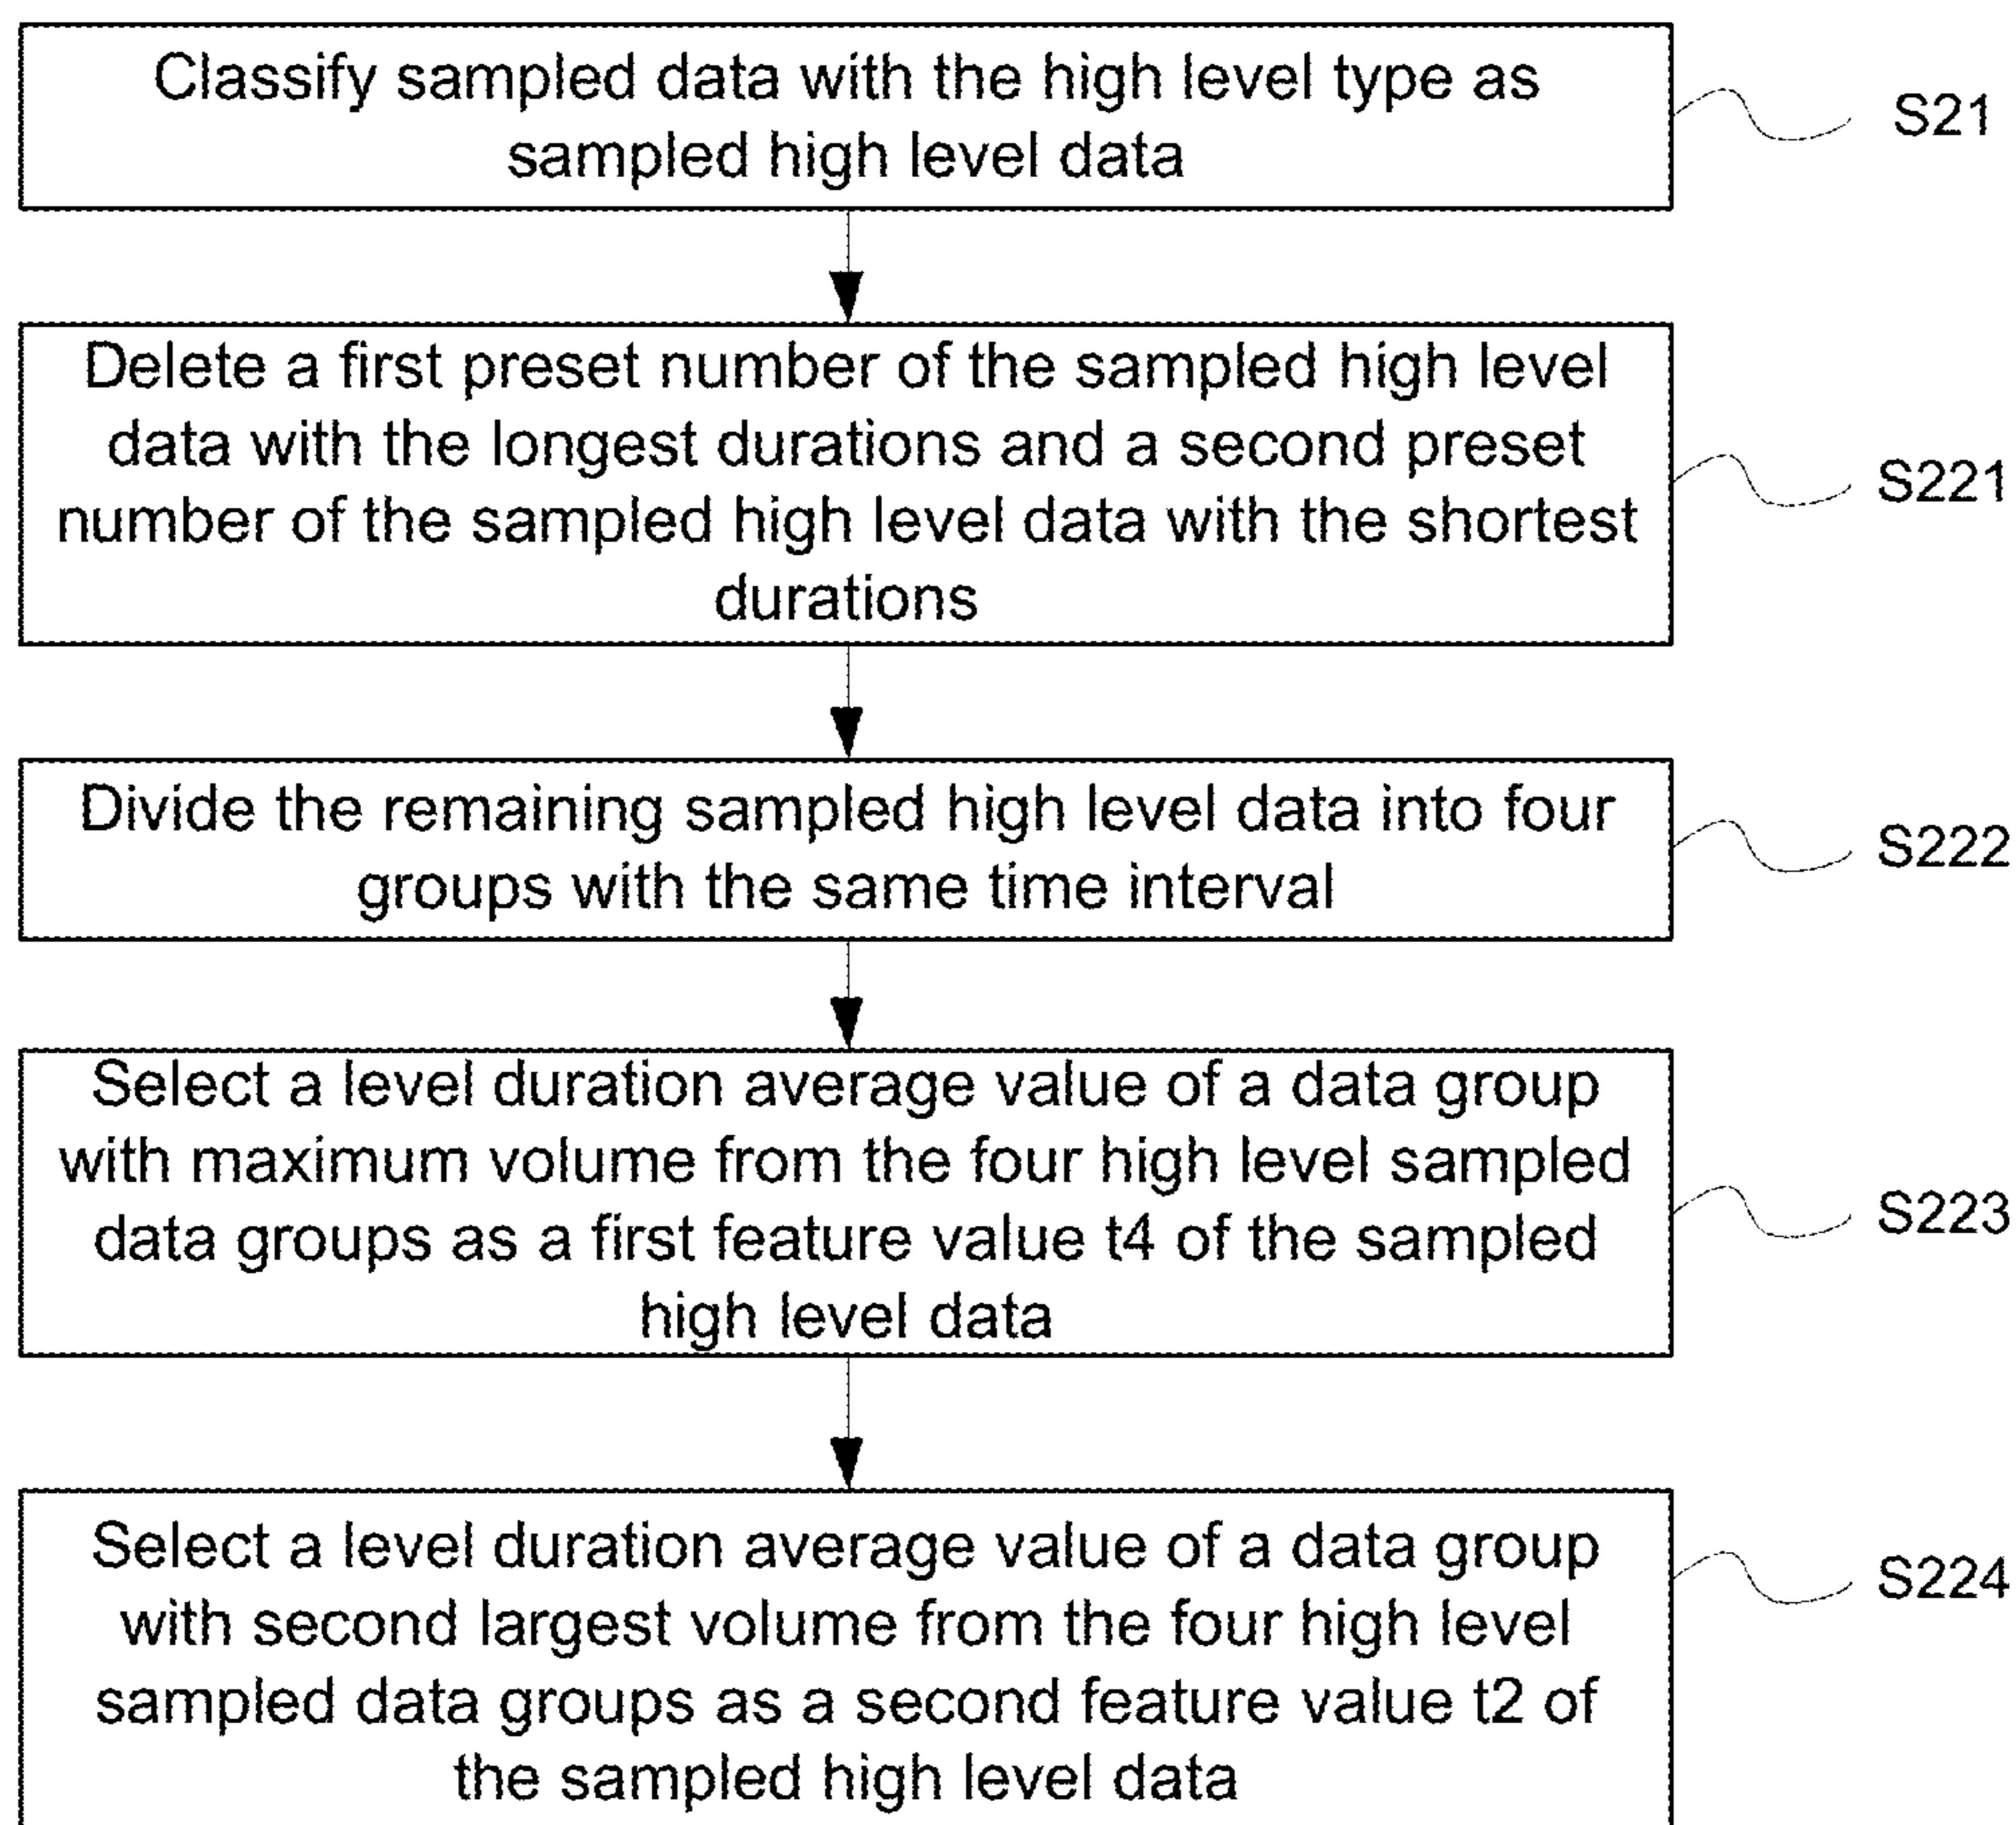 Classify sampled data with the high level type as
sampled high level data
S21
Delete a first preset number of the sampled high level
data with the longest durations and a second preset
number of the sampled high level data with the shortest
durations
S221
Divide the remaining sampled high level data into four
groups with the same time interval
S222
Select a level duration average value of a data group
with maximum volume from the four high level sampled
data groups as a first feature value t4 of the sampled
high level data
S223
Select a level duration average value of a data group
with second largest volume from the four high level
sampled data groups as a second feature value t2 of
the sampled high level data
S224